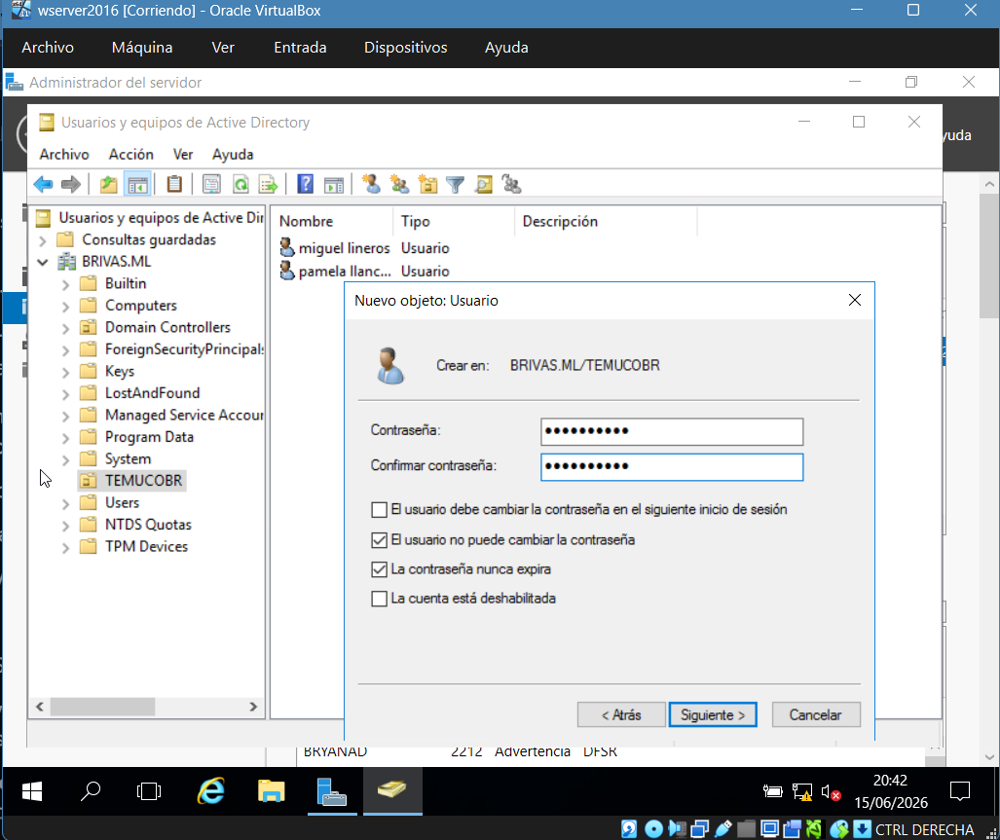 wserver2016 [Corriendo] - Oracle VirtualBox
Archivo Máquina Ver Entrada Dispositivos Ayuda
Administrador del servidor
yuda
Usuarios y equipos de Active Directory
Archivo Acción Ver Ayuda
Usuarios y equipos de Active Dir
Consultas guardadas
BRIVAS.ML
Builtin
Computers
Domain Controllers
ForeignSecurityPrincipals
Keys
LostAndFound
Managed Service Accour
Program Data
System
TEMUCOBR
Users
NTDS Quotas
TPM Devices
Nombre Tipo Descripción
miguel lineros Usuario
pamela llanc... Usuario
Nuevo objeto: Usuario
Crear en: BRIVAS.ML/TEMUCOBR
Contraseña: ●●●●●●●●●●
Confirmar contraseña: ●●●●●●●●●●
El usuario debe cambiar la contraseña en el siguiente inicio de sesión
El usuario no puede cambiar la contraseña
La contraseña nunca expira
La cuenta está deshabilitada
< Atrás Siguiente > Cancelar
BRYANAD 2212 Advertencia DFSR
20:42
15/06/2026
CTRL DERECHA